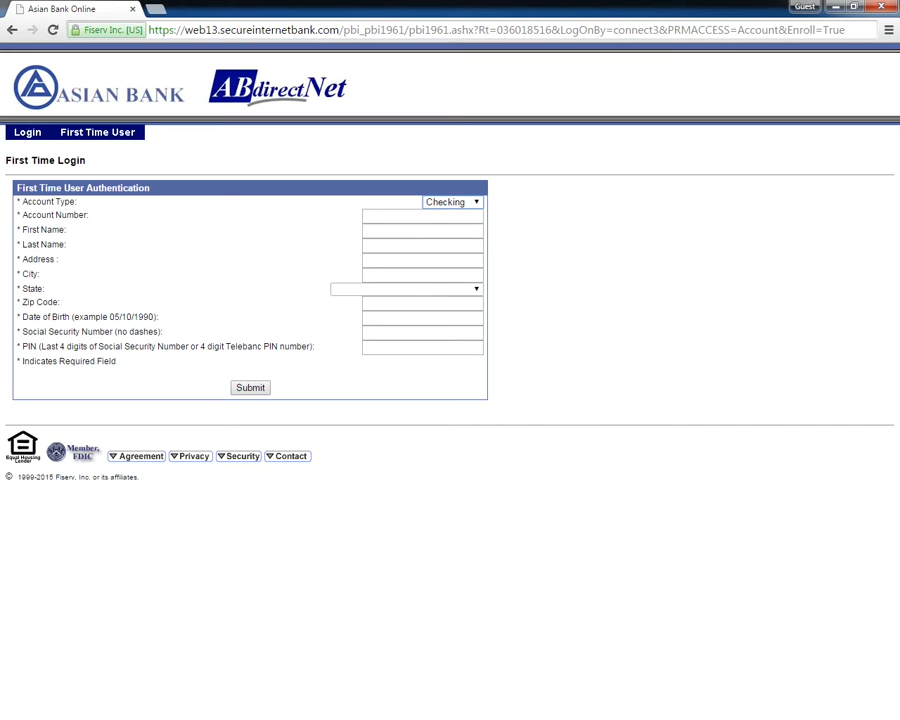 Asian Bank Online
Guest
Fiserv Inc. [US] https://web13.secureinternetbank.com/pbi_pbi1961/pbi1961.ashx?Rt=036018516&LogOnBy=connect3&PRMACCESS=Account&Enroll=True
ASIAN BANK ABdirectNet
Login First Time User
First Time Login
First Time User Authentication
* Account Type: Checking
* Account Number:
* First Name:
* Last Name:
* Address :
* City:
* State:
* Zip Code:
* Date of Birth (example 05/10/1990):
* Social Security Number (no dashes):
* PIN (Last 4 digits of Social Security Number or 4 digit Telebanc PIN number):
* Indicates Required Field
Submit
Equal Housing Lender
Member, FDIC
Agreement Privacy Security Contact
© 1999-2015 Fiserv, Inc. or its affiliates.